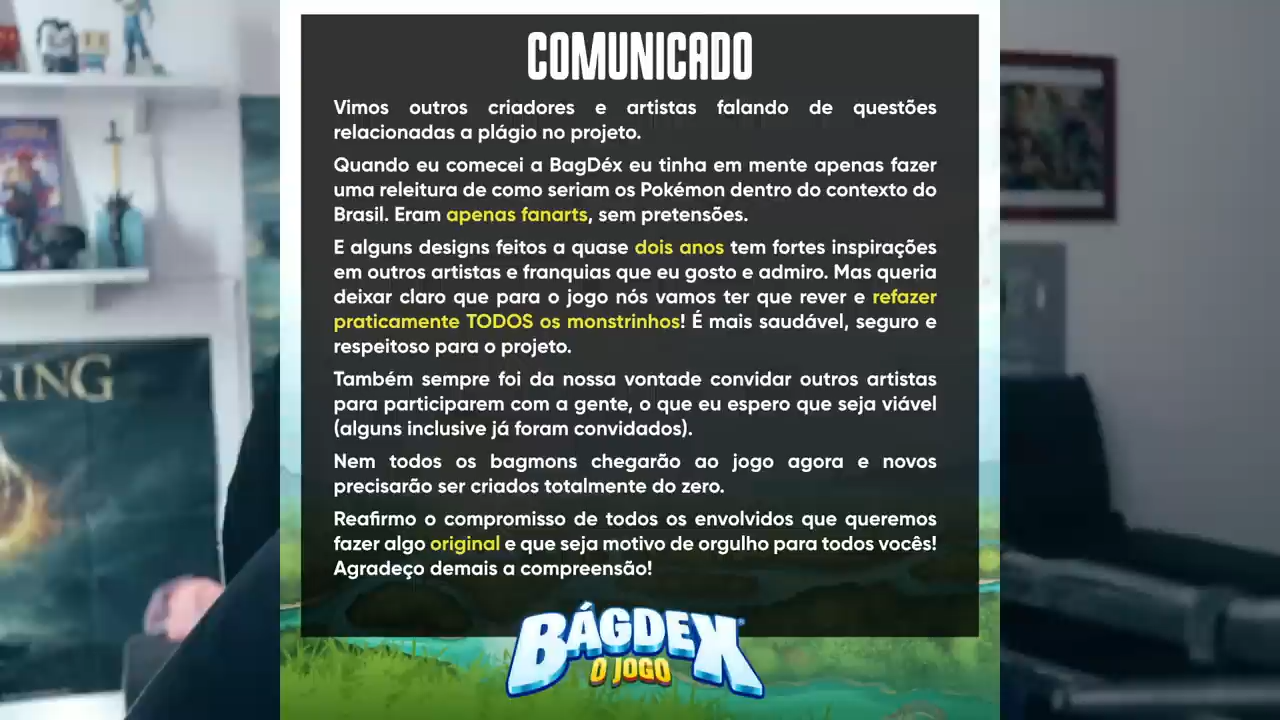 COMUNICADO
Vimos outros criadores e artistas falando de questões
relacionadas a plágio no projeto.
Quando eu comecei a BagDéx eu tinha em mente apenas fazer
uma releitura de como seriam os Pokémon dentro do contexto do
Brasil. Eram apenas fanarts, sem pretensões.
E alguns designs feitos a quase dois anos tem fortes inspirações
em outros artistas e franquias que eu gosto e admiro. Mas queria
deixar claro que para o jogo nós vamos ter que rever e refazer
praticamente TODOS os monstrinhos! É mais saudável, seguro e
respeitoso para o projeto.
Também sempre foi da nossa vontade convidar outros artistas
para participarem com a gente, o que eu espero que seja viável
(alguns inclusive já foram convidados).
Nem todos os bagmons chegarão ao jogo agora e novos
precisarão ser criados totalmente do zero.
Reafirmo o compromisso de todos os envolvidos que queremos
fazer algo original e que seja motivo de orgulho para todos vocês!
Agradeço demais a compreensão!
BÁGDEX
O JOGO
RING